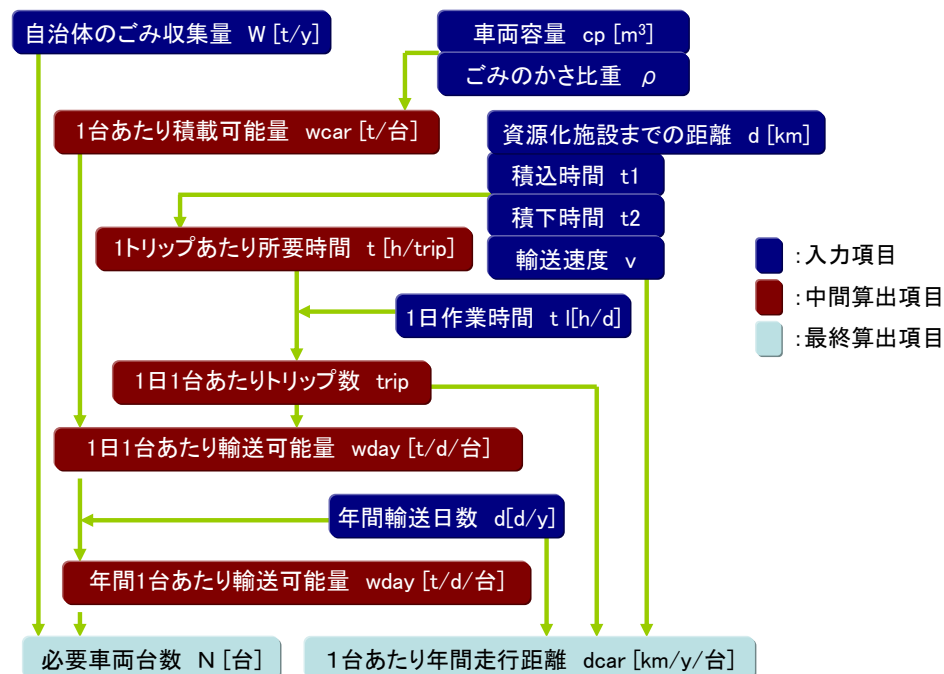 自治体のごみ収集量 W [t/y]
車両容量 cp [m³]
ごみのかさ比重 ρ
1台あたり積載可能量 wcar [t/台]
資源化施設までの距離 d [km]
積込時間 t1
積下時間 t2
輸送速度 v
1トリップあたり所要時間 t [h/trip]
:入力項目
:中間算出項目
:最終算出項目
1日作業時間 t l[h/d]
1日1台あたりトリップ数 trip
1日1台あたり輸送可能量 wday [t/d/台]
年間輸送日数 d[d/y]
年間1台あたり輸送可能量 wday [t/d/台]
必要車両台数 N [台]
1台あたり年間走行距離 dcar [km/y/台]